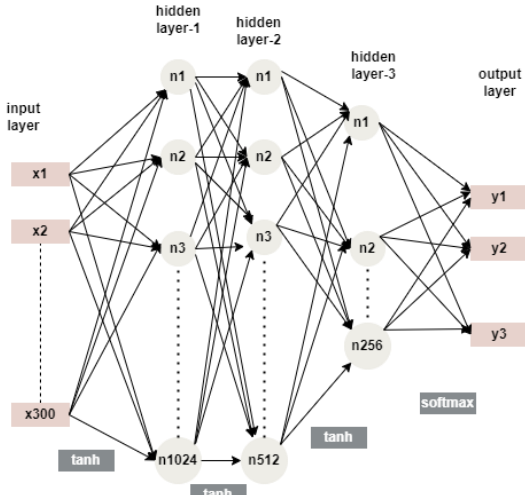 hidden
layer-1
hidden
layer-2
hidden
layer-3
output
layer
input
layer
n1
n1
n1
n2
n2
x1
y1
x2
n3
n3
n2
y2
y3
n256
softmax
x300
tanh
tanh
n1024
n512
tanh